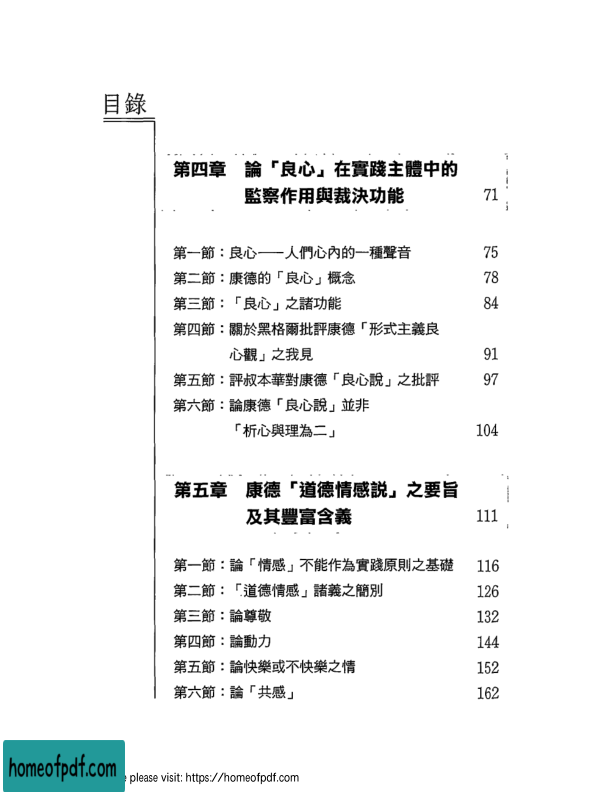 目錄
第四章 論「良心」在實踐主體中的
監察作用與裁決功能 71
第一節：良心——人們心內的一種聲音 75
第二節：康德的「良心」概念 78
第三節：「良心」之諸功能 84
第四節：關於黑格爾批評康德「形式主義良
心觀」之我見 91
第五節：評叔本華對康德「良心說」之批評 97
第六節：論康德「良心說」並非
「析心與理為二」 104
第五章 康德「道德情感説」之要旨
及其豐富含義 111
第一節：論「情感」不能作為實踐原則之基礎 116
第二節：「道德情感」諸義之簡別 126
第三節：論尊敬 132
第四節：論動力 144
第五節：論快樂或不快樂之情 152
第六節：論「共感」 162
homeofpdf.com
please visit: https://homeofpdf.com